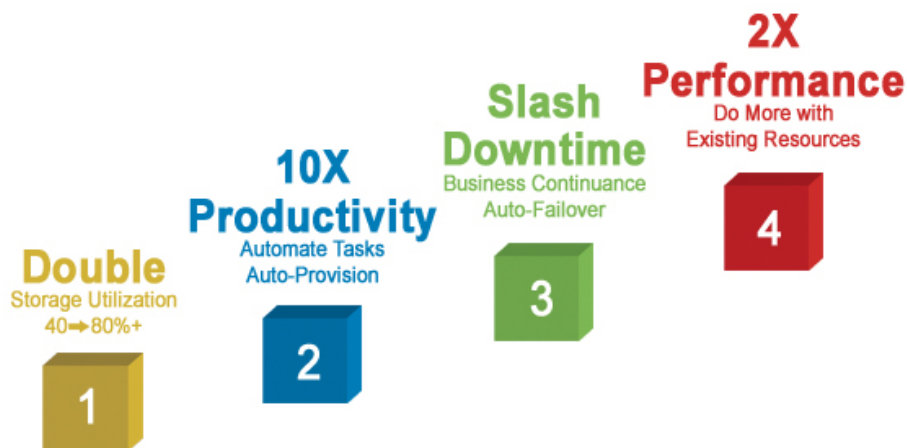 Double
Storage Utilization
40➡80%+
1
10X
Productivity
Automate Tasks
Auto-Provision
2
Slash
Downtime
Business Continuance
Auto-Failover
3
2X
Performance
Do More with
Existing Resources
4